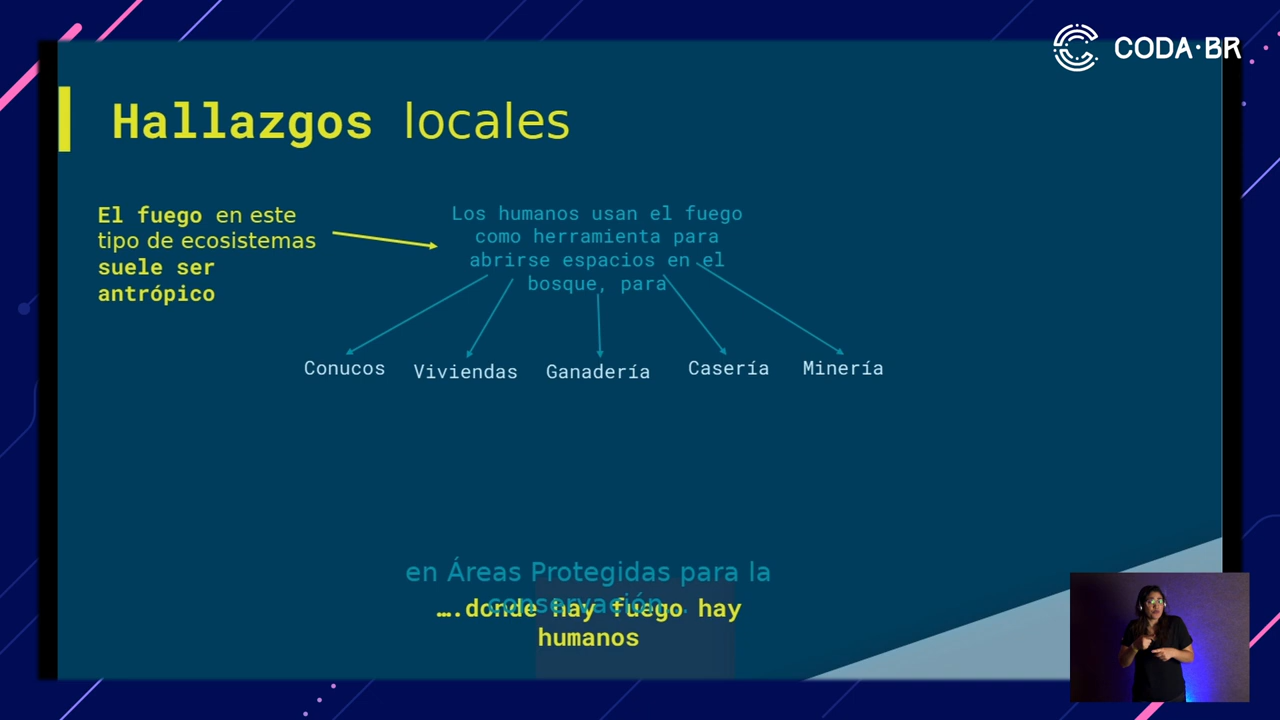 CODA·BR
Hallazgos locales
El fuego en este
tipo de ecosistemas
suele ser
antrópico
Los humanos usan el fuego
como herramienta para
abrirse espacios en el
bosque, para
Conucos
Viviendas
Ganadería
Casería
Minería
en Áreas Protegidas para la
conservación…
….donde hay fuego hay
humanos